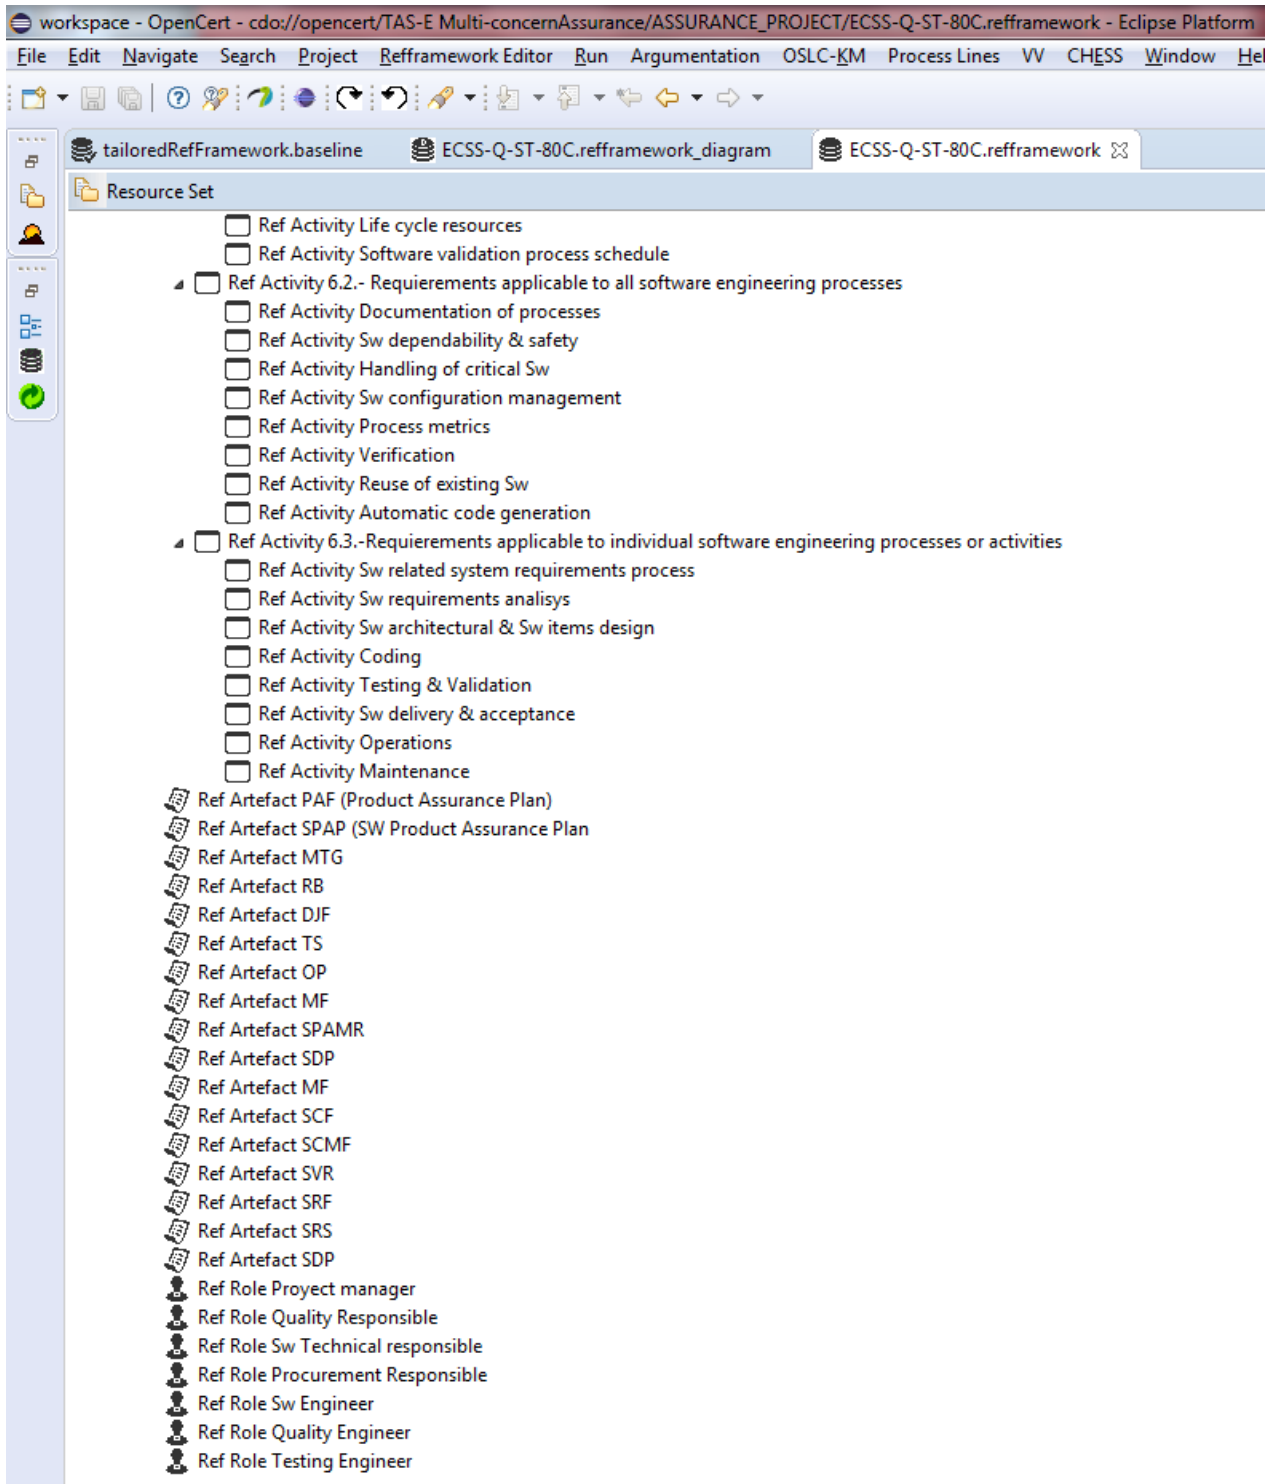 workspace - OpenCert - cdo://opencert/TAS-E Multi-concernAssurance/ASSURANCE_PROJECT/ECSS-Q-ST-80C.refframework - Eclipse Platform
File Edit Navigate Search Project Refframework Editor Run Argumentation OSLC-KM Process Lines VV CHESS Window Hel
tailoredRefFramework.baseline ECSS-Q-ST-80C.refframework_diagram ECSS-Q-ST-80C.refframework
Resource Set
Ref Activity Life cycle resources
Ref Activity Software validation process schedule
Ref Activity 6.2.- Requierements applicable to all software engineering processes
Ref Activity Documentation of processes
Ref Activity Sw dependability & safety
Ref Activity Handling of critical Sw
Ref Activity Sw configuration management
Ref Activity Process metrics
Ref Activity Verification
Ref Activity Reuse of existing Sw
Ref Activity Automatic code generation
Ref Activity 6.3.-Requierements applicable to individual software engineering processes or activities
Ref Activity Sw related system requirements process
Ref Activity Sw requirements analisys
Ref Activity Sw architectural & Sw items design
Ref Activity Coding
Ref Activity Testing & Validation
Ref Activity Sw delivery & acceptance
Ref Activity Operations
Ref Activity Maintenance
Ref Artefact PAF (Product Assurance Plan)
Ref Artefact SPAP (SW Product Assurance Plan
Ref Artefact MTG
Ref Artefact RB
Ref Artefact DJF
Ref Artefact TS
Ref Artefact OP
Ref Artefact MF
Ref Artefact SPAMR
Ref Artefact SDP
Ref Artefact MF
Ref Artefact SCF
Ref Artefact SCMF
Ref Artefact SVR
Ref Artefact SRF
Ref Artefact SRS
Ref Artefact SDP
Ref Role Proyect manager
Ref Role Quality Responsible
Ref Role Sw Technical responsible
Ref Role Procurement Responsible
Ref Role Sw Engineer
Ref Role Quality Engineer
Ref Role Testing Engineer